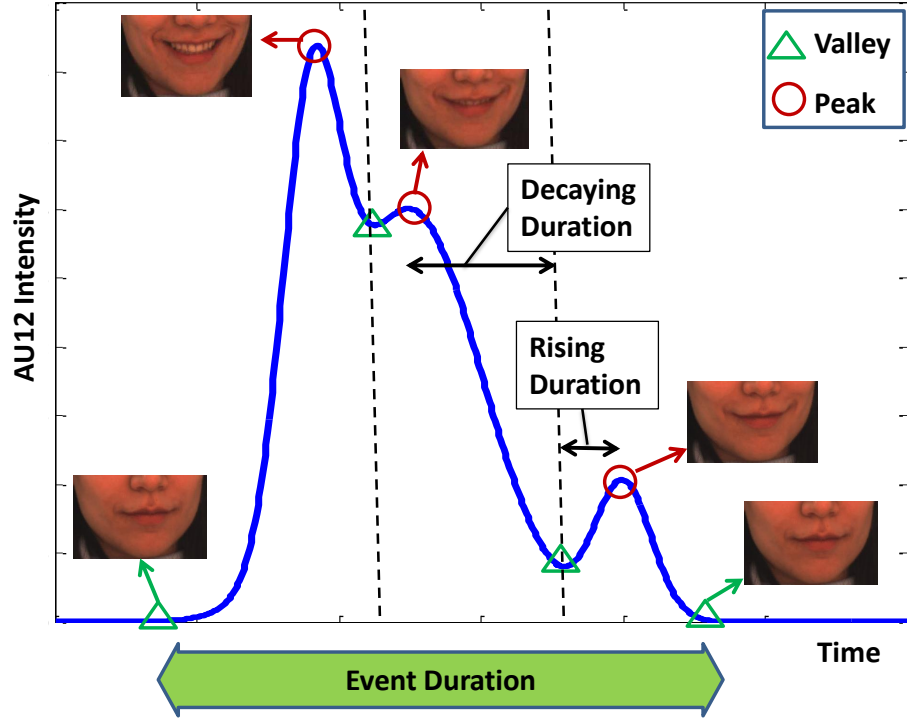 Valley
Peak
Decaying
Duration
AU12 Intensity
Rising
Duration
Time
Event Duration